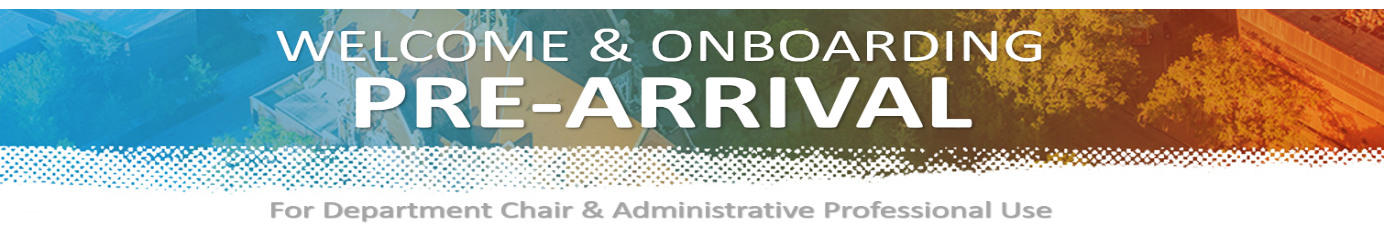 WELCOME & ONBOARDING
PRE-ARRIVAL
For Department Chair & Administrative Professional Use